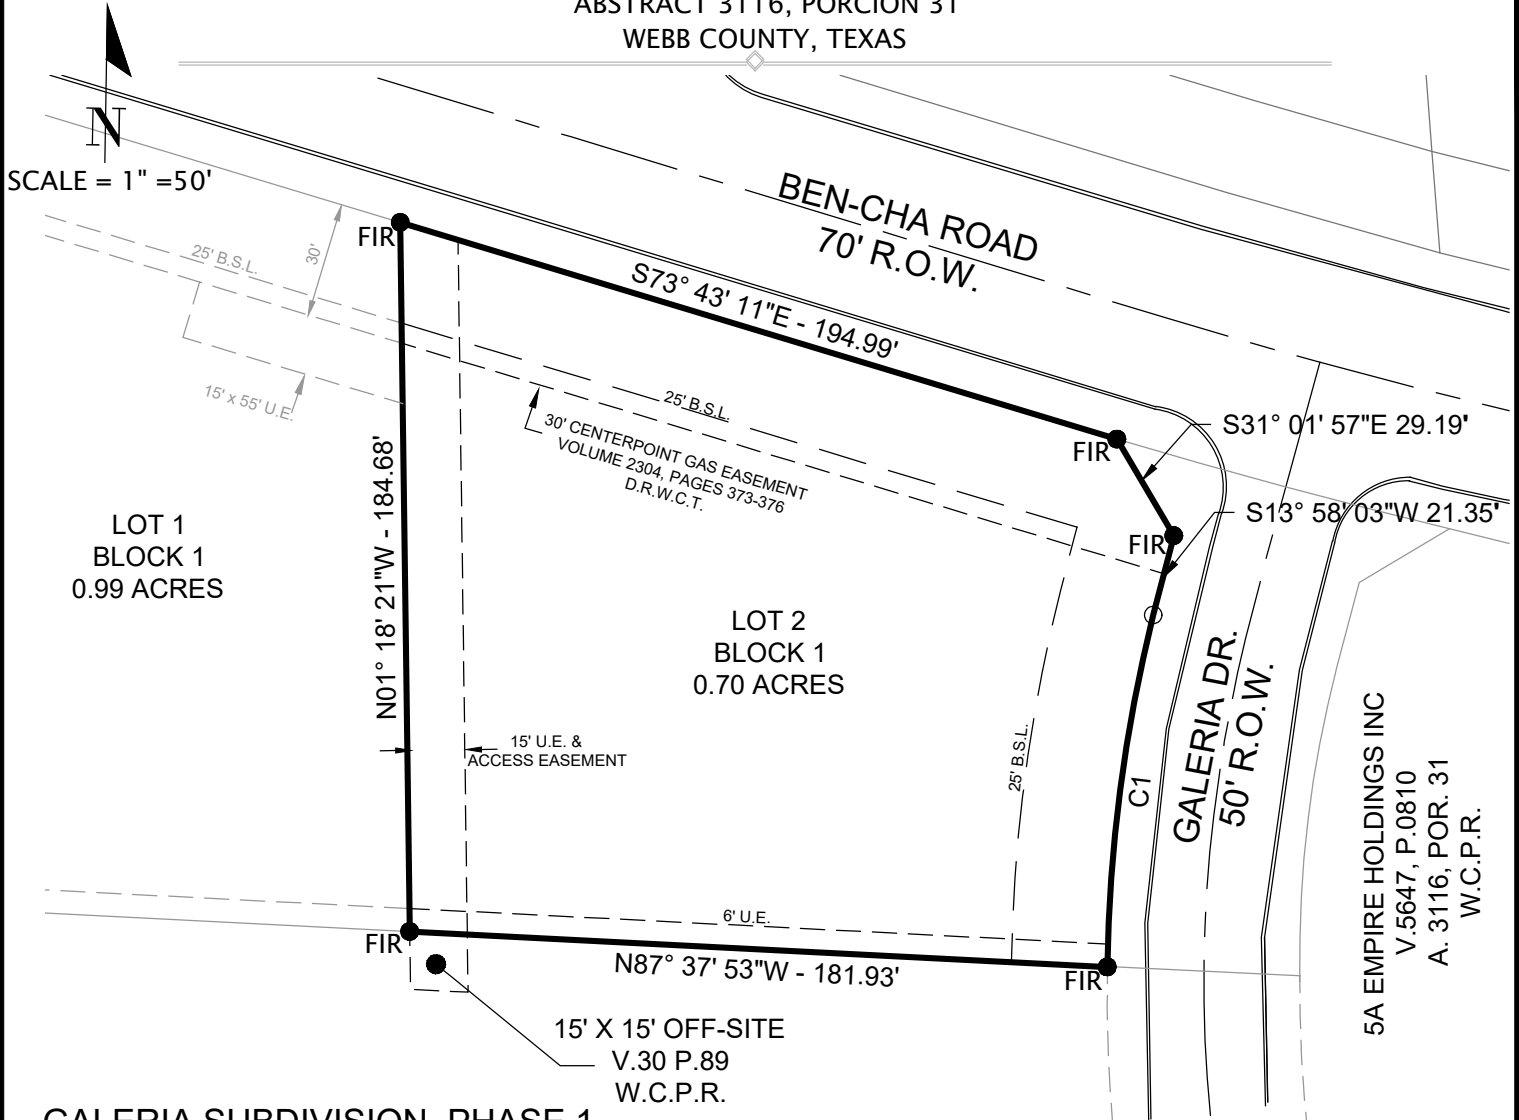 ABSTRACT 3116, PORCION 31
WEBB COUNTY, TEXAS
N
SCALE = 1" =50'
BEN-CHA ROAD
70' R.O.W.
FIR
25' B.S.L.
30'
S73° 43' 11"E - 194.99'
15' x 55' U.E.
25' B.S.L.
30' CENTERPOINT GAS EASEMENT
VOLUME 2304, PAGES 373-376
D.R.W.C.T.
FIR
S31° 01' 57"E 29.19'
S13° 58' 03"W 21.35'
FIR
N01° 18' 21"W - 184.68'
LOT 1
BLOCK 1
0.99 ACRES
LOT 2
BLOCK 1
0.70 ACRES
15' U.E. &
ACCESS EASEMENT
25' B.S.L.
C1
GALERIA DR.
50' R.O.W.
5A EMPIRE HOLDINGS INC
V.5647, P.0810
A. 3116, POR. 31
W.C.P.R.
6' U.E.
FIR
N87° 37' 53"W - 181.93'
FIR
15' X 15' OFF-SITE
V.30 P.89
W.C.P.R.
GALERIA SUBDIVISION, PHASE 1